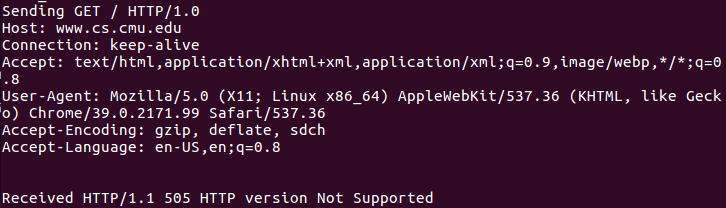 Sending GET / HTTP/1.0
Host: www.cs.cmu.edu
Connection: keep-alive
Accept: text/html,application/xhtml+xml,application/xml;q=0.9,image/webp,*/*;q=0
.8
User-Agent: Mozilla/5.0 (X11; Linux x86_64) AppleWebKit/537.36 (KHTML, like Geck
o) Chrome/39.0.2171.99 Safari/537.36
Accept-Encoding: gzip, deflate, sdch
Accept-Language: en-US,en;q=0.8
Received HTTP/1.1 505 HTTP version Not Supported